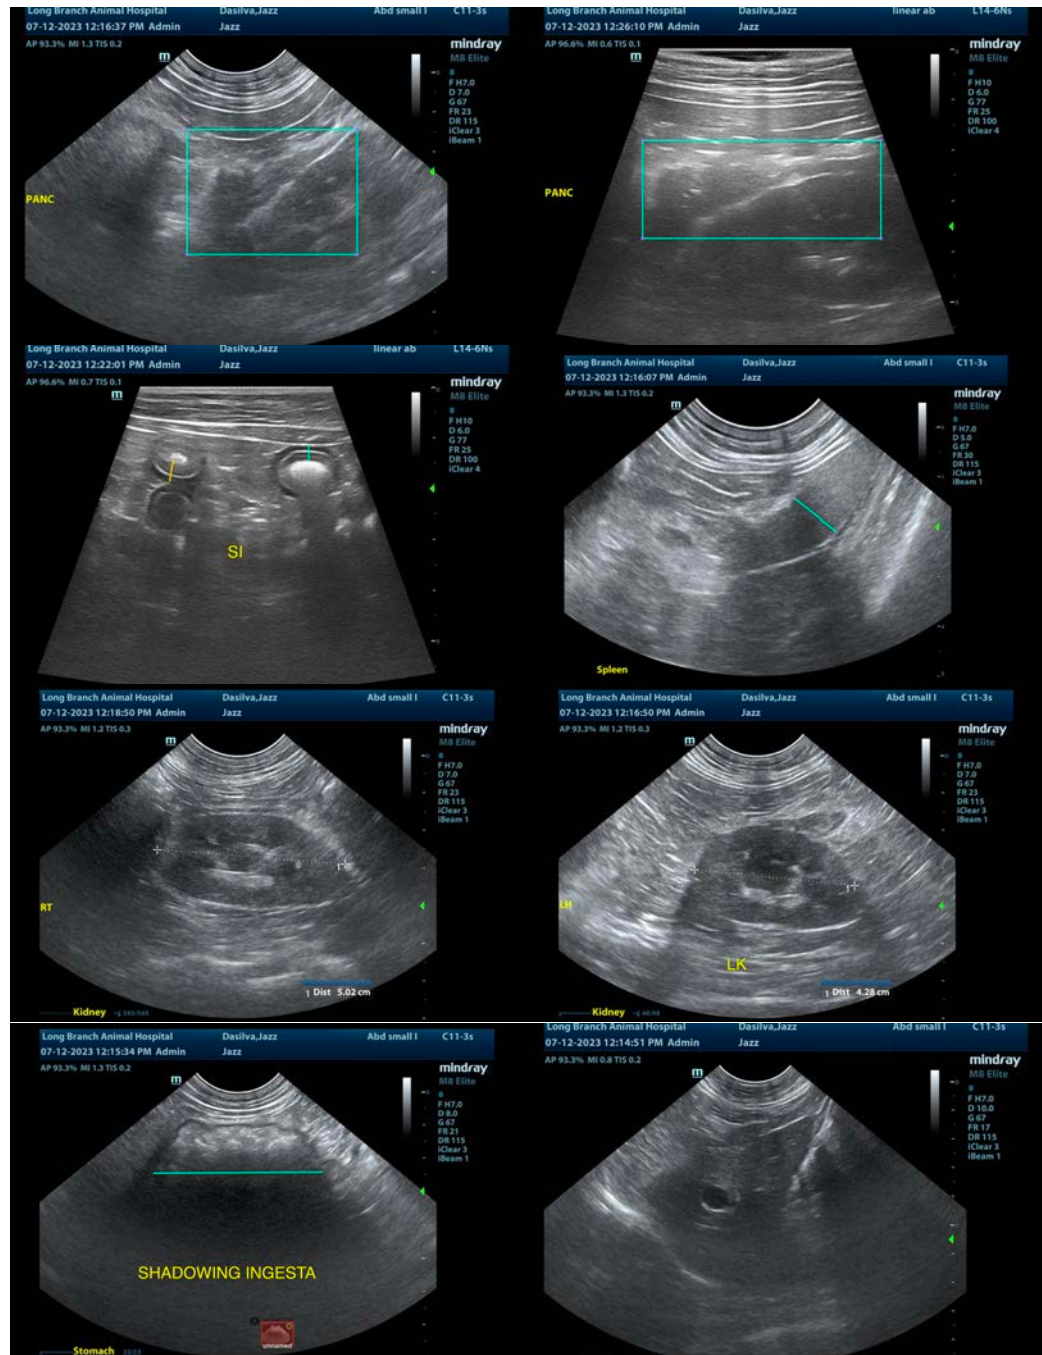 Long Branch Animal Hospital Dasilva,Jazz Abd small I C11-3s
07-12-2023 12:16:37 PM Admin Jazz
AP 93.3% MI 1.3 TIS 0.2
mindray
M8 Elite
B
F H7.0
D 7.0
G 67
FR 23
DR 115
iClear 3
iBeam 1
PANC
Long Branch Animal Hospital Dasilva,Jazz linear ab L14-6Ns
07-12-2023 12:26:10 PM Admin Jazz
AP 96.6% MI 0.6 TIS 0.1
mindray
M8 Elite
B
F H10
D 6.0
G 77
FR 25
DR 100
iClear 4
PANC
Long Branch Animal Hospital Dasilva,Jazz linear ab L14-6Ns
07-12-2023 12:22:01 PM Admin Jazz
AP 96.6% MI 0.7 TIS 0.1
mindray
M8 Elite
B
F H10
D 6.0
G 77
FR 25
DR 100
iClear 4
SI
Long Branch Animal Hospital Dasilva,Jazz Abd small I C11-3s
07-12-2023 12:16:07 PM Admin Jazz
AP 93.3% MI 1.3 TIS 0.2
mindray
M8 Elite
B
F H7.0
D 5.0
G 67
FR 30
DR 115
iClear 3
iBeam 1
Spleen
Long Branch Animal Hospital Dasilva,Jazz Abd small I C11-3s
07-12-2023 12:18:50 PM Admin Jazz
AP 93.3% MI 1.2 TIS 0.3
mindray
M8 Elite
B
F H7.0
D 7.0
G 67
FR 23
DR 115
iClear 3
iBeam 1
RT
1
1 Dist 5.02 cm
Kidney 585/585
Long Branch Animal Hospital Dasilva,Jazz Abd small I C11-3s
07-12-2023 12:16:50 PM Admin Jazz
AP 93.3% MI 1.2 TIS 0.3
mindray
M8 Elite
B
F H7.0
D 7.0
G 67
FR 23
DR 115
iClear 3
iBeam 1
LH
1
LK
1 Dist 4.28 cm
Kidney 48/48
Long Branch Animal Hospital Dasilva,Jazz Abd small I C11-3s
07-12-2023 12:15:34 PM Admin Jazz
AP 93.3% MI 1.3 TIS 0.2
mindray
M8 Elite
B
F H7.0
D 8.0
G 67
FR 21
DR 115
iClear 3
iBeam 1
SHADOWING INGESTA
unnamed
Stomach 33/33
Long Branch Animal Hospital Dasilva,Jazz Abd small I C11-3s
07-12-2023 12:14:51 PM Admin Jazz
AP 93.3% MI 0.8 TIS 0.2
mindray
M8 Elite
B
F H7.0
D 10.0
G 67
FR 17
DR 115
iClear 3
iBeam 1